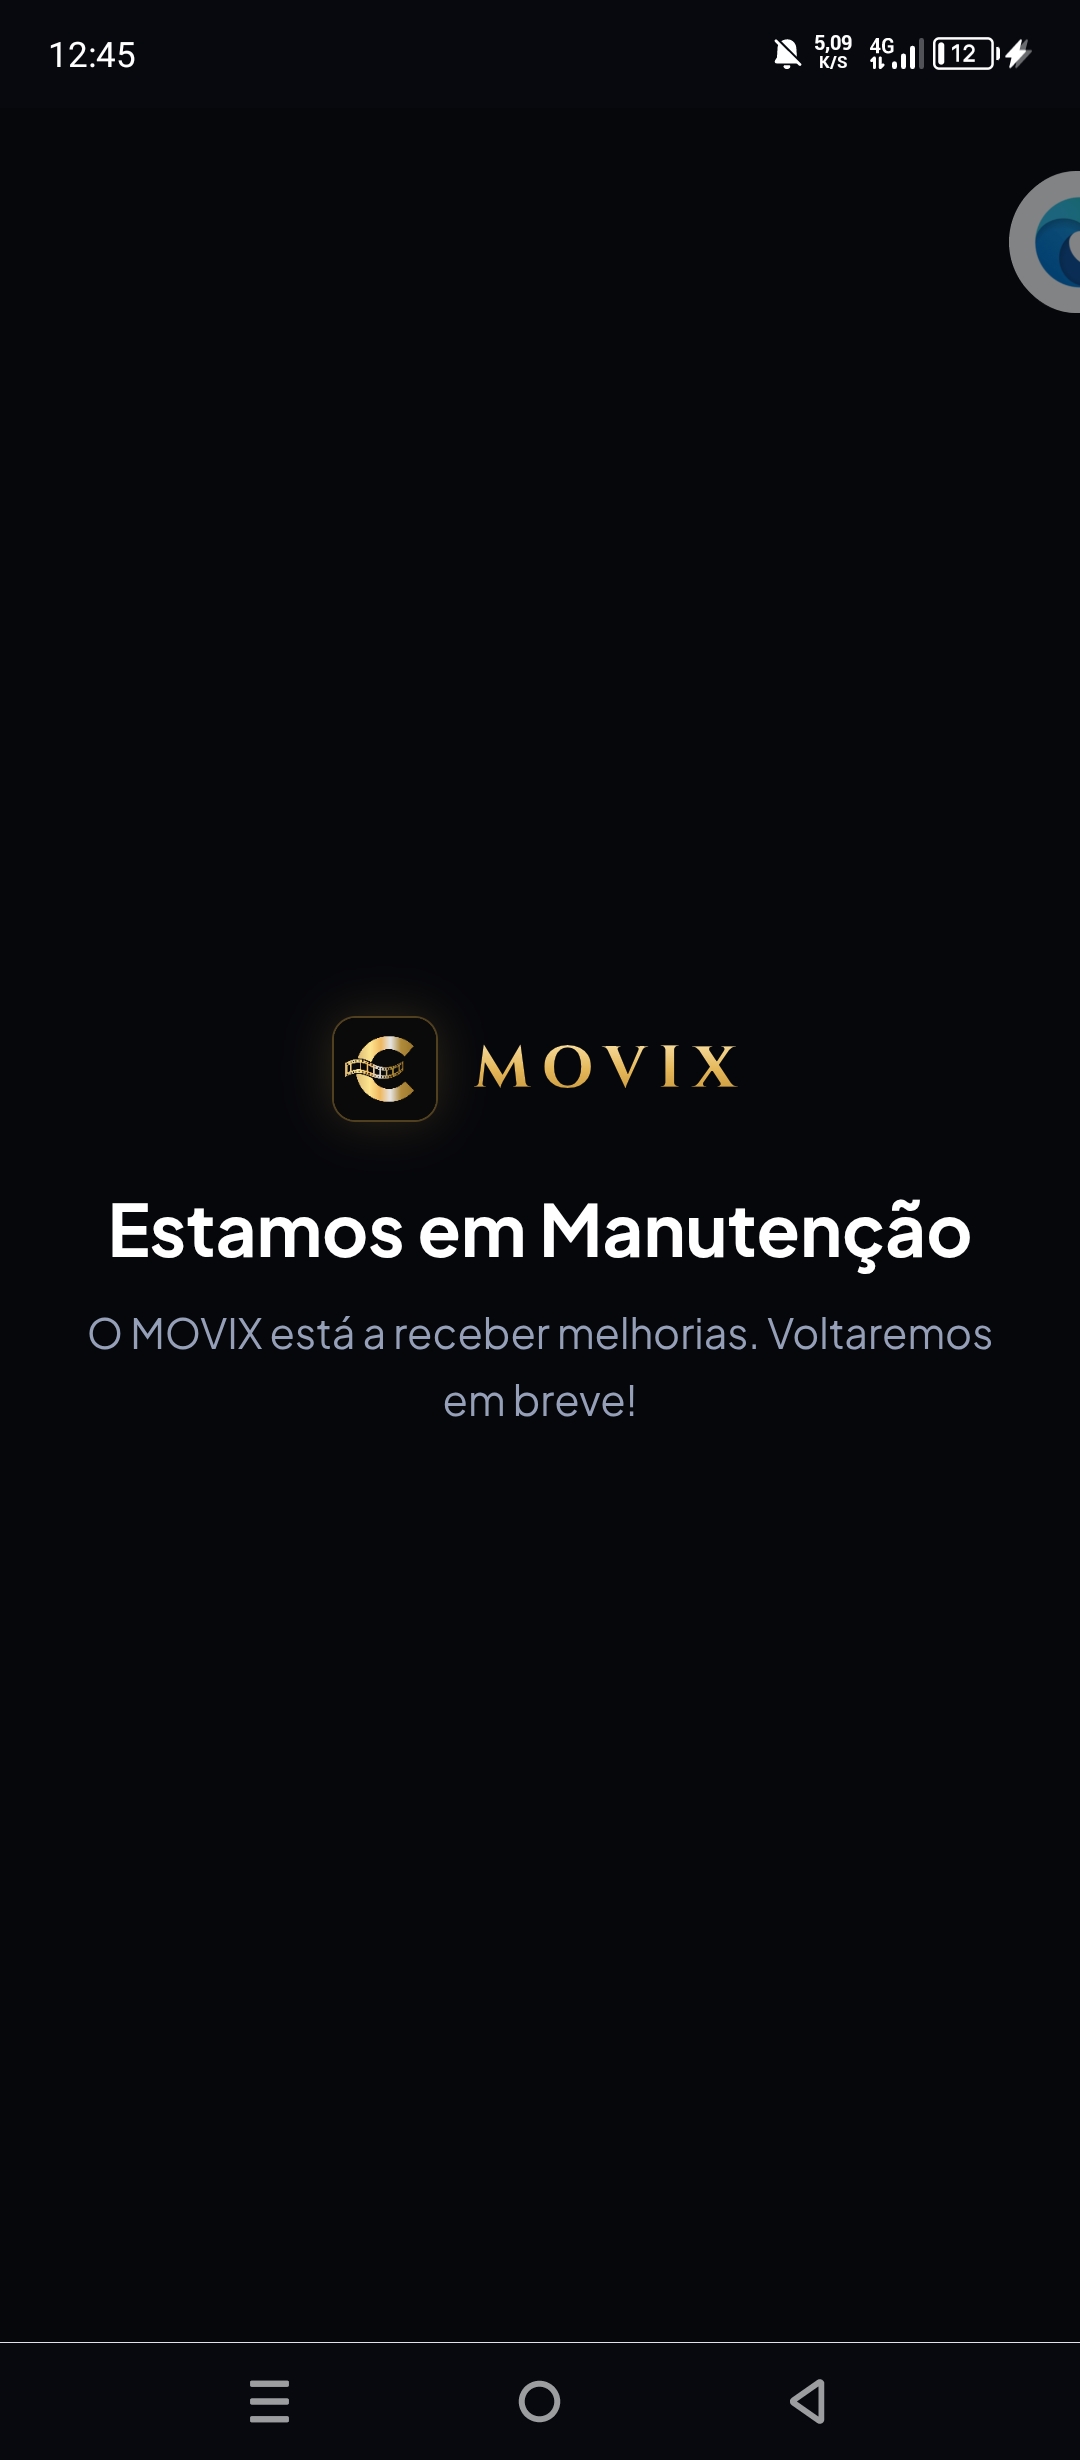 12:45
5,09
K/S
4G
12
MOVIX
Estamos em Manutenção
O MOVIX está a receber melhorias. Voltaremos
em breve!